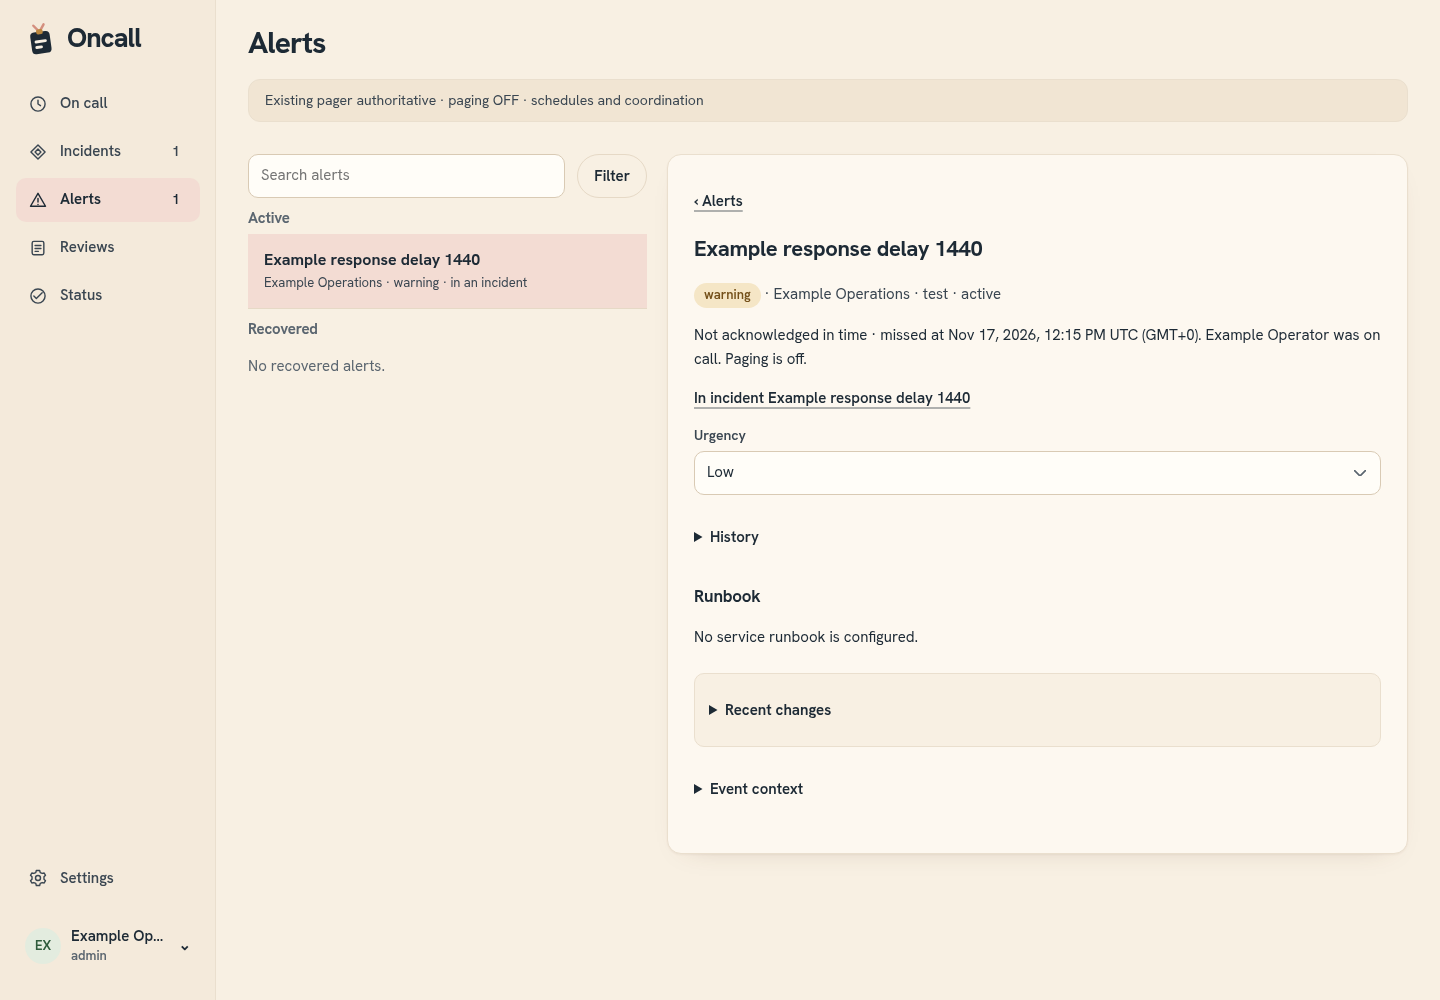 Oncall
On call
Incidents 1
Alerts 1
Reviews
Status
Settings
EX
Example Op...
admin
Alerts
Existing pager authoritative · paging OFF · schedules and coordination
Search alerts
Filter
Active
Example response delay 1440
Example Operations · warning · in an incident
Recovered
No recovered alerts.
‹ Alerts
Example response delay 1440
warning · Example Operations · test · active
Not acknowledged in time · missed at Nov 17, 2026, 12:15 PM UTC (GMT+0). Example Operator was on
call. Paging is off.
In incident Example response delay 1440
Urgency
Low
History
Runbook
No service runbook is configured.
Recent changes
Event context